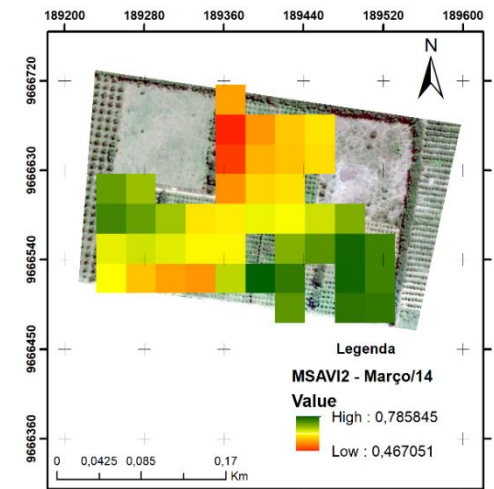 189200 189280 189360 189440 189520 189600
N
9666720
9666630
9666540
9666450
9666360
Legenda
MSAVI2 - Março/14
Value
High : 0,785845
Low : 0,467051
0 0,0425 0,085 0,17
Km